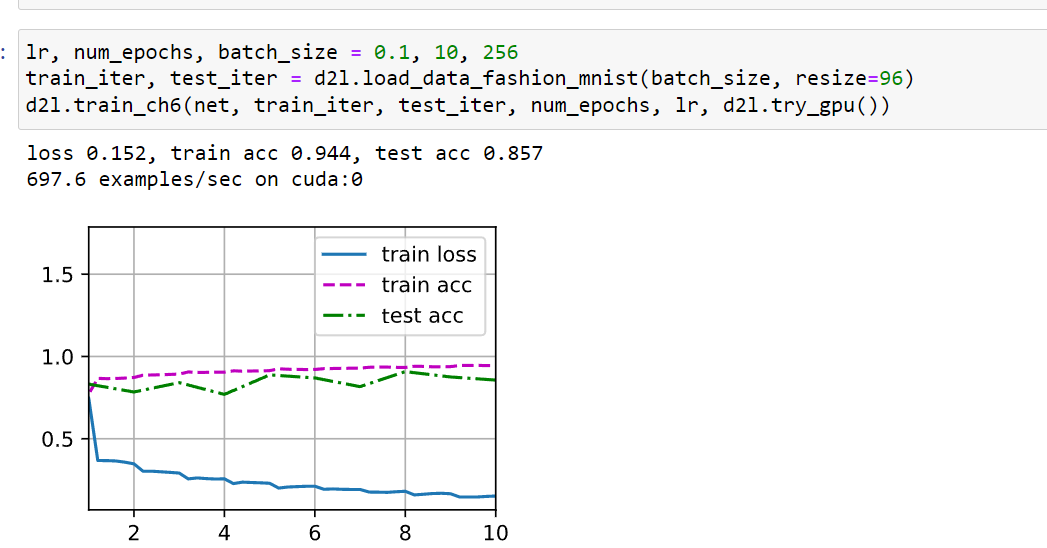 :
lr, num_epochs, batch_size = 0.1, 10, 256
train_iter, test_iter = d2l.load_data_fashion_mnist(batch_size, resize=96)
d2l.train_ch6(net, train_iter, test_iter, num_epochs, lr, d2l.try_gpu())
loss 0.152, train acc 0.944, test acc 0.857
697.6 examples/sec on cuda:0
train loss
train acc
test acc
1.5
1.0
0.5
2 4 6 8 10